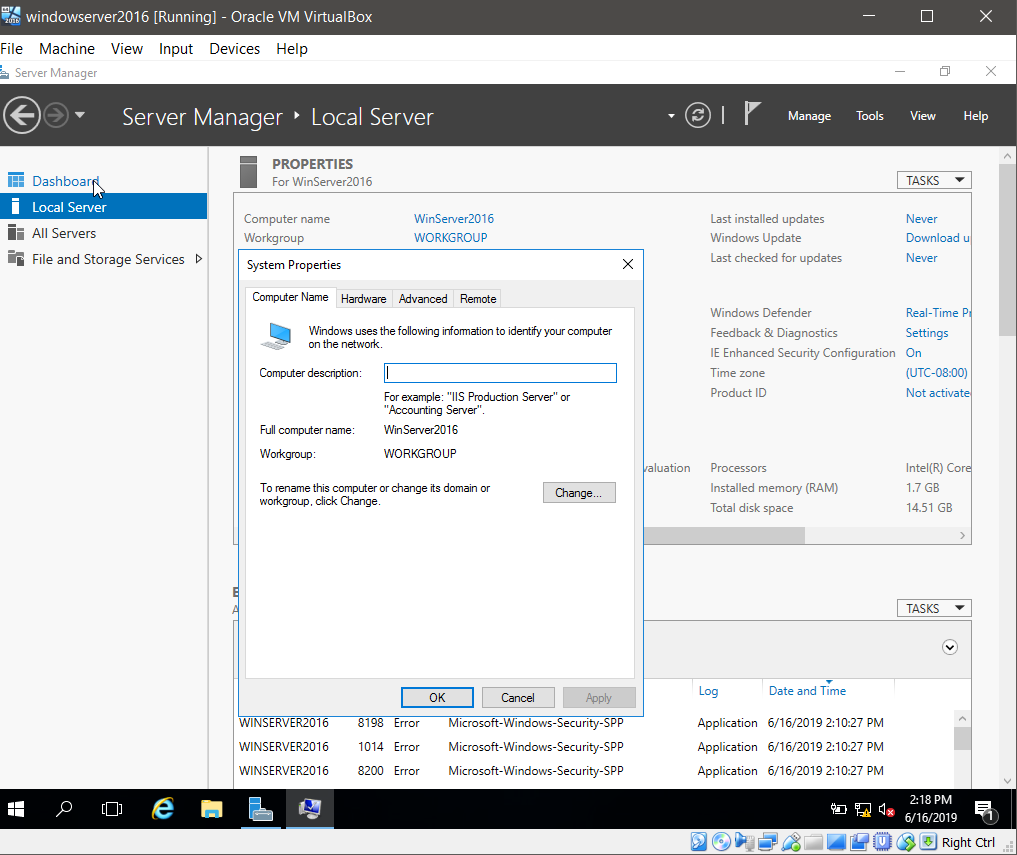 windowserver2016 [Running] - Oracle VM VirtualBox
File Machine View Input Devices Help
Server Manager
Server Manager Local Server
Manage Tools View Help
Dashboard
Local Server
All Servers
File and Storage Services
PROPERTIES
For WinServer2016
TASKS
Computer name WinServer2016
Workgroup WORKGROUP
Last installed updates Never
Windows Update Download u
Last checked for updates Never
Windows Defender Real-Time Pr
Feedback & Diagnostics Settings
IE Enhanced Security Configuration On
Time zone (UTC-08:00)
Product ID Not activate
valuation
Processors Intel(R) Core
Installed memory (RAM) 1.7 GB
Total disk space 14.51 GB
System Properties
Computer Name Hardware Advanced Remote
Windows uses the following information to identify your computer
on the network.
Computer description:
For example: "IIS Production Server" or
"Accounting Server".
Full computer name: WinServer2016
Workgroup: WORKGROUP
To rename this computer or change its domain or
workgroup, click Change.
Change...
OK Cancel Apply
TASKS
Log Date and Time
WINSERVER2016 8198 Error Microsoft-Windows-Security-SPP Application 6/16/2019 2:10:27 PM
WINSERVER2016 1014 Error Microsoft-Windows-Security-SPP Application 6/16/2019 2:10:27 PM
WINSERVER2016 8200 Error Microsoft-Windows-Security-SPP Application 6/16/2019 2:10:27 PM
2:18 PM
6/16/2019
1
Right Ctrl